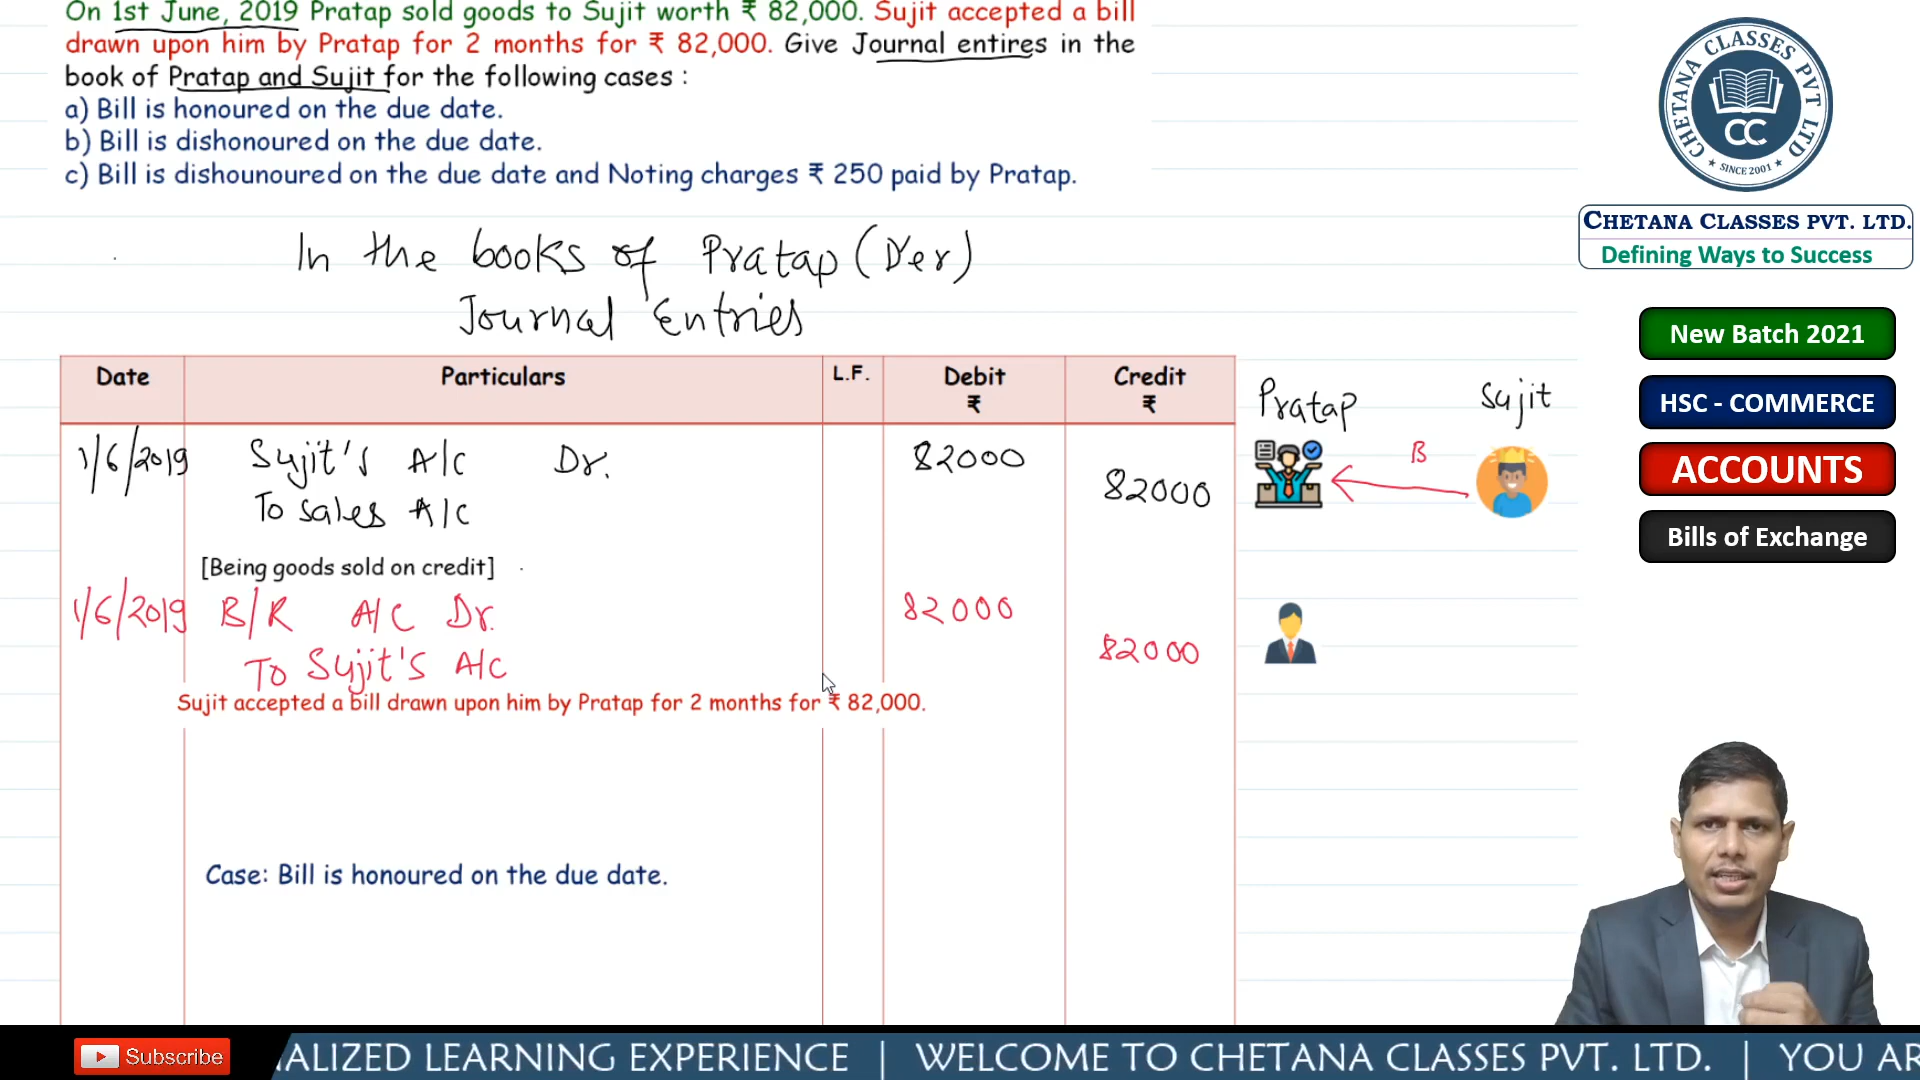 On 1st June, 2019 Pratap sold goods to Sujit worth ₹ 82,000. Sujit accepted a bill
drawn upon him by Pratap for 2 months for ₹ 82,000. Give Journal entires in the
book of Pratap and Sujit for the following cases :
a) Bill is honoured on the due date.
b) Bill is dishonoured on the due date.
c) Bill is dishounoured on the due date and Noting charges ₹ 250 paid by Pratap.
In the books of Pratap (Drer)
Journal Entries
Date Particulars L.F. Debit ₹ Credit ₹
1/6/2019 Sujit's A/c Dr. 82000
To Sales A/c 82000
[Being goods sold on credit]
1/6/2019 B/R A/C Dr. 82000
To Sujit's A/c 82000
Sujit accepted a bill drawn upon him by Pratap for 2 months for ₹ 82,000.
Case: Bill is honoured on the due date.
Pratap Sujit
B
CHETANA CLASSES PVT LTD
CC
SINCE 2001
CHETANA CLASSES PVT. LTD.
Defining Ways to Success
New Batch 2021
HSC - COMMERCE
ACCOUNTS
Bills of Exchange
Subscribe
ALIZED LEARNING EXPERIENCE | WELCOME TO CHETANA CLASSES PVT. LTD. | YOU AR